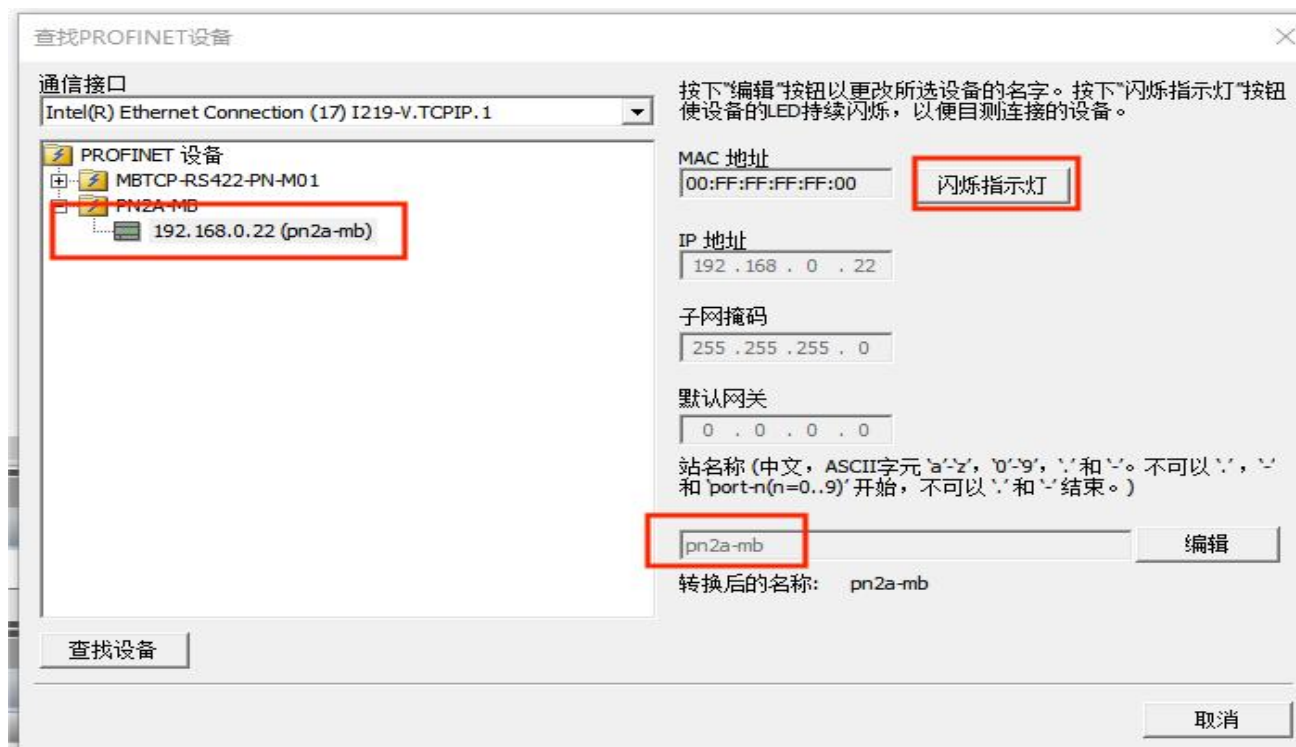 查找PROFINET设备
通信接口
Intel(R) Ethernet Connection (17) I219-V.TCPIP.1
PROFINET 设备
MBTCP-RS422-PN-M01
PN2A-MB
192.168.0.22 (pn2a-mb)
查找设备
按下"编辑"按钮以更改所选设备的名字。按下"闪烁指示灯"按钮
使设备的LED持续闪烁，以便目测连接的设备。
MAC 地址
00:FF:FF:FF:FF:00
闪烁指示灯
IP 地址
192 .168 . 0 . 22
子网掩码
255 .255 .255 . 0
默认网关
0 . 0 . 0 . 0
站名称 (中文，ASCII字元 'a'-'z'，'0'-'9'，'.' 和 '-'。不可以 '.'，'-'
和 'port-n(n=0..9)' 开始，不可以 '.' 和 '-' 结束。)
pn2a-mb
编辑
转换后的名称: pn2a-mb
取消